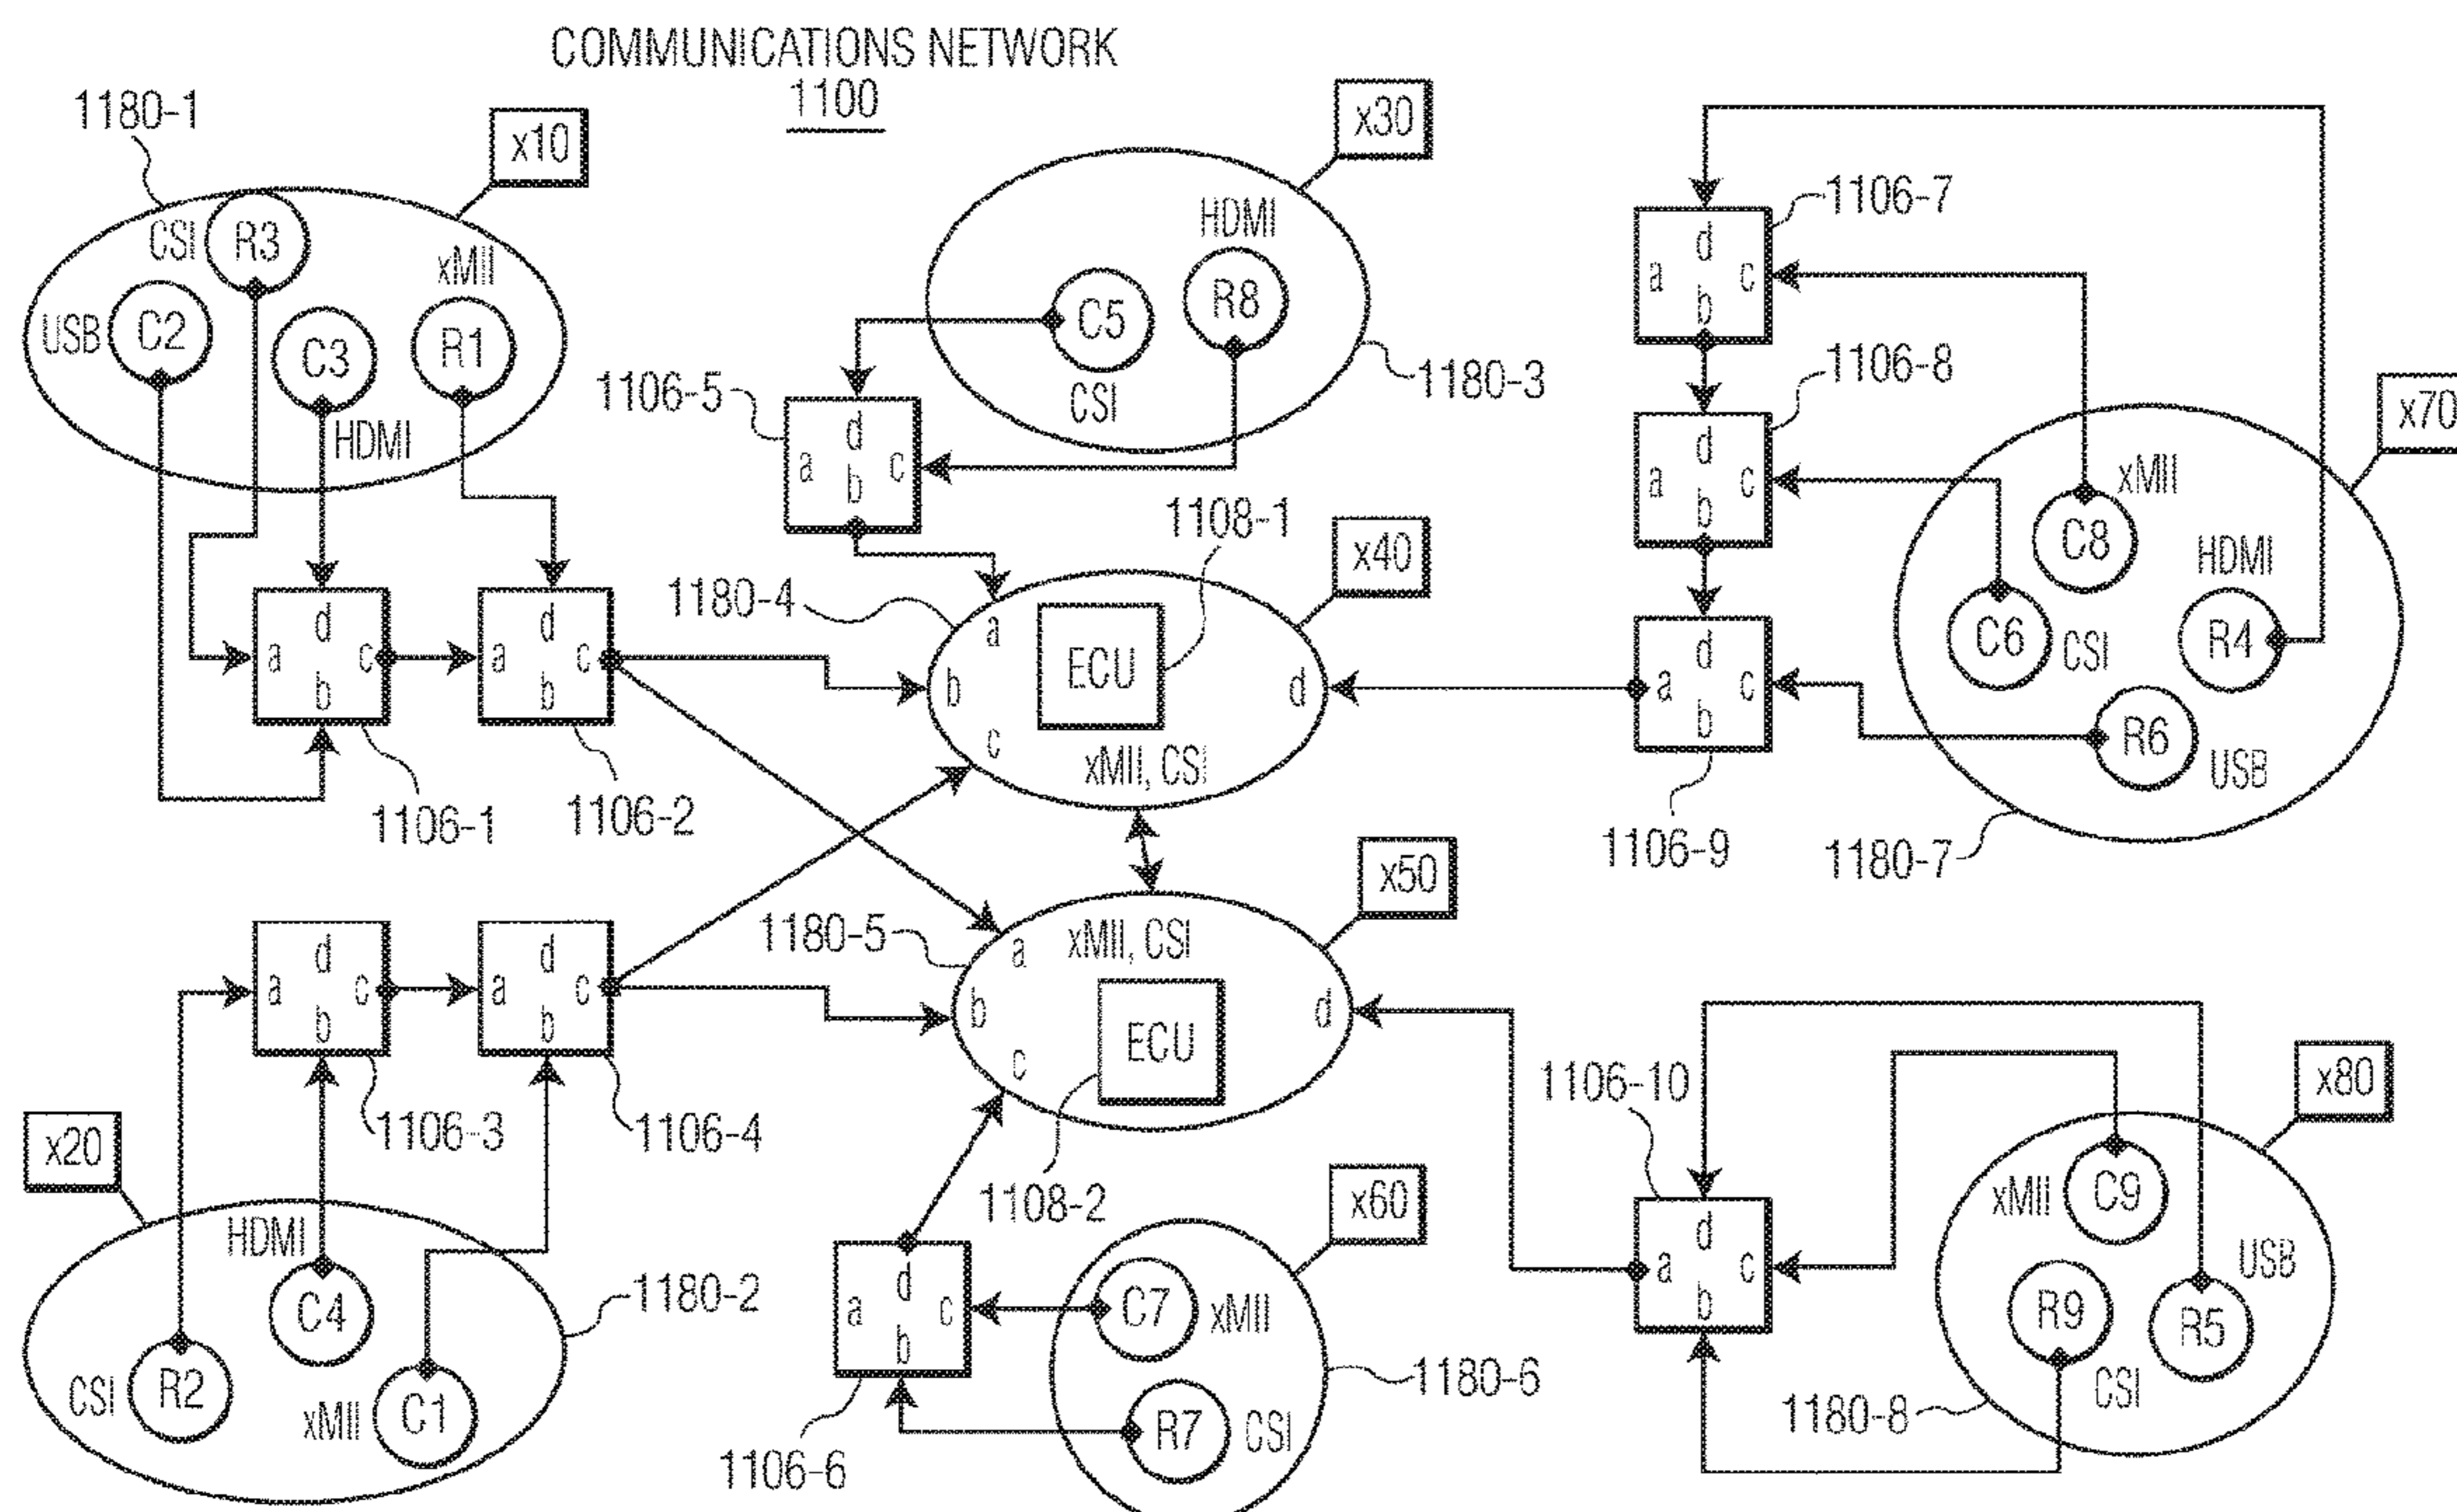 COMMUNICATIONS NETWORK
1100
1180-1
x10
CSI
R3
xMII
USB
C2
C3
R1
HDMI
d
a
c
b
d
a
c
b
1106-1
1106-2
x30
HDMI
R8
C5
CSI
1180-3
1106-5
d
a
c
b
1108-1
x40
1180-4
a
ECU
b
d
c
xMII, CSI
1106-7
d
a
c
b
1106-8
d
a
c
b
d
a
c
b
1106-9
x70
xMII
C8
HDMI
C6
CSI
R4
R6
USB
1180-7
d
a
c
b
1106-3
d
a
c
b
1106-4
x20
HDMI
C4
1180-2
CSI
R2
xMII
C1
x50
1180-5
xMII, CSI
a
b
d
ECU
c
1108-2
x60
d
a
c
b
1106-6
C7
xMII
1180-6
R7
CSI
1106-10
d
a
c
b
x80
xMII
C9
USB
R9
R5
CSI
1180-8